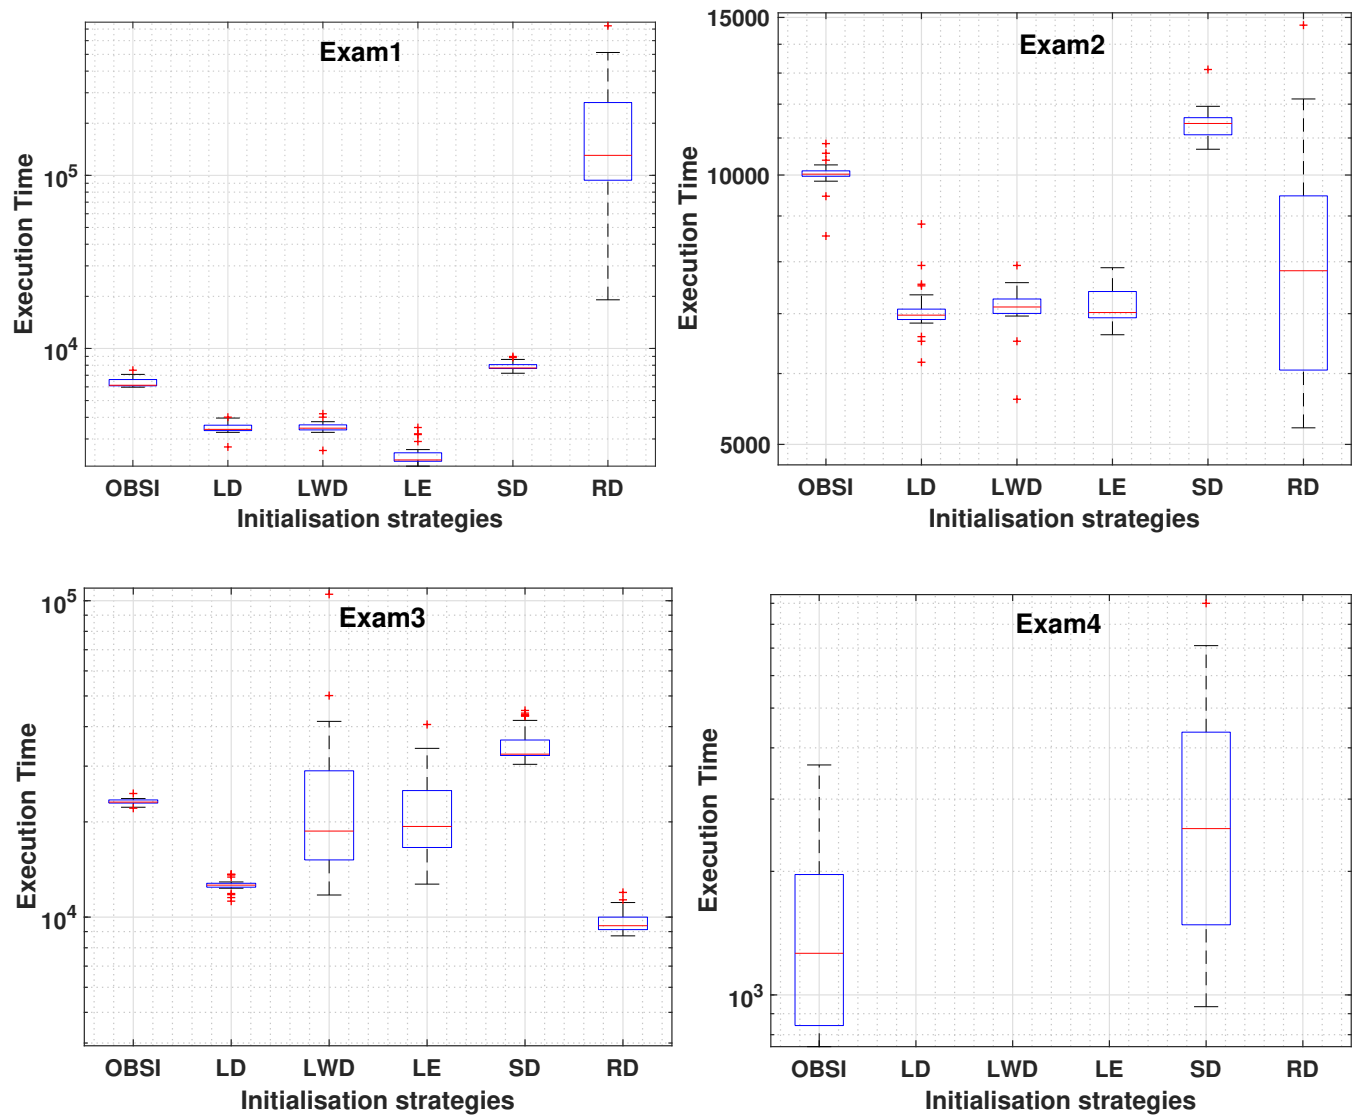 Exam1
Execution Time
10^5
10^4
OBSI LD LWD LE SD RD
Initialisation strategies
Exam2
Execution Time
15000
10000
5000
OBSI LD LWD LE SD RD
Initialisation strategies
Exam3
Execution Time
10^5
10^4
OBSI LD LWD LE SD RD
Initialisation strategies
Exam4
Execution Time
10^3
OBSI LD LWD LE SD RD
Initialisation strategies